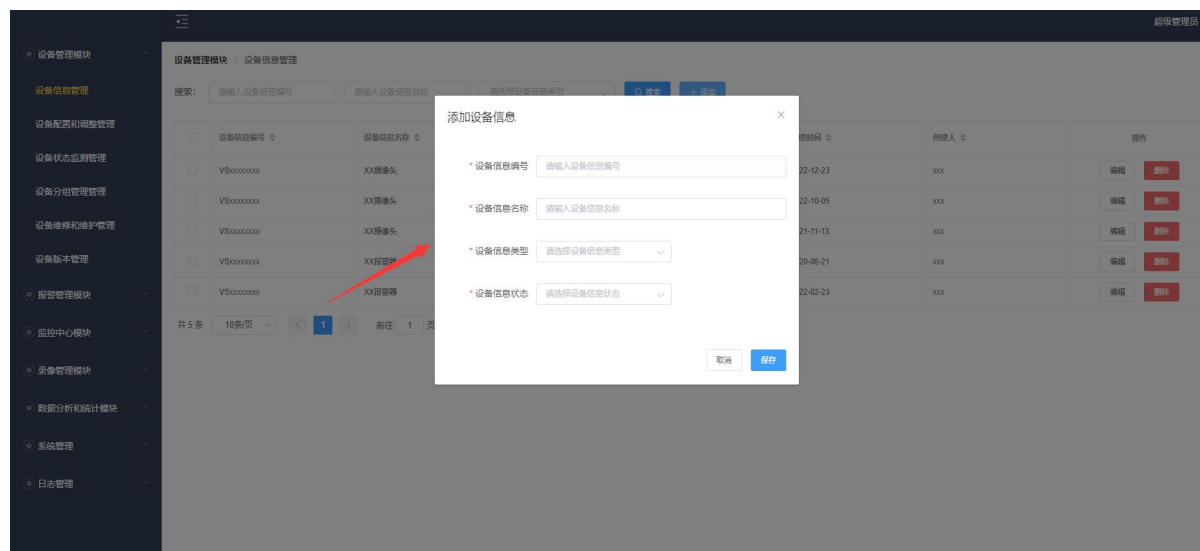 超级管理员
设备管理模块
设备管理模块 > 设备信息管理
设备信息管理
搜索： 请输入设备信息编号 请输入设备信息名称 请选择设备信息类型 搜索 + 添加
添加设备信息
设备配置和调整管理
设备信息编号 设备信息名称 建时间 创建人 操作
设备状态监测管理
* 设备信息编号 请输入设备信息编号
VSxxxxxxxx XX摄像头 22-12-23 xxx 编辑 删除
设备分组管理管理
VSxxxxxxxx XX摄像头 22-10-05 xxx 编辑 删除
* 设备信息名称 请输入设备信息名称
设备维修和维护管理
VSxxxxxxxx XX摄像头 21-11-13 xxx 编辑 删除
* 设备信息类型 请选择设备信息类型
设备版本管理
VSxxxxxxxx XX报警器 20-08-21 xxx 编辑 删除
报警管理模块
VSxxxxxxxx XX报警器 22-02-23 xxx 编辑 删除
* 设备信息状态 请选择设备信息状态
共 5 条 10条/页 < 1 > 前往 1 页
监控中心模块
取消 保存
录像管理模块
数据分析和统计模块
系统管理
日志管理